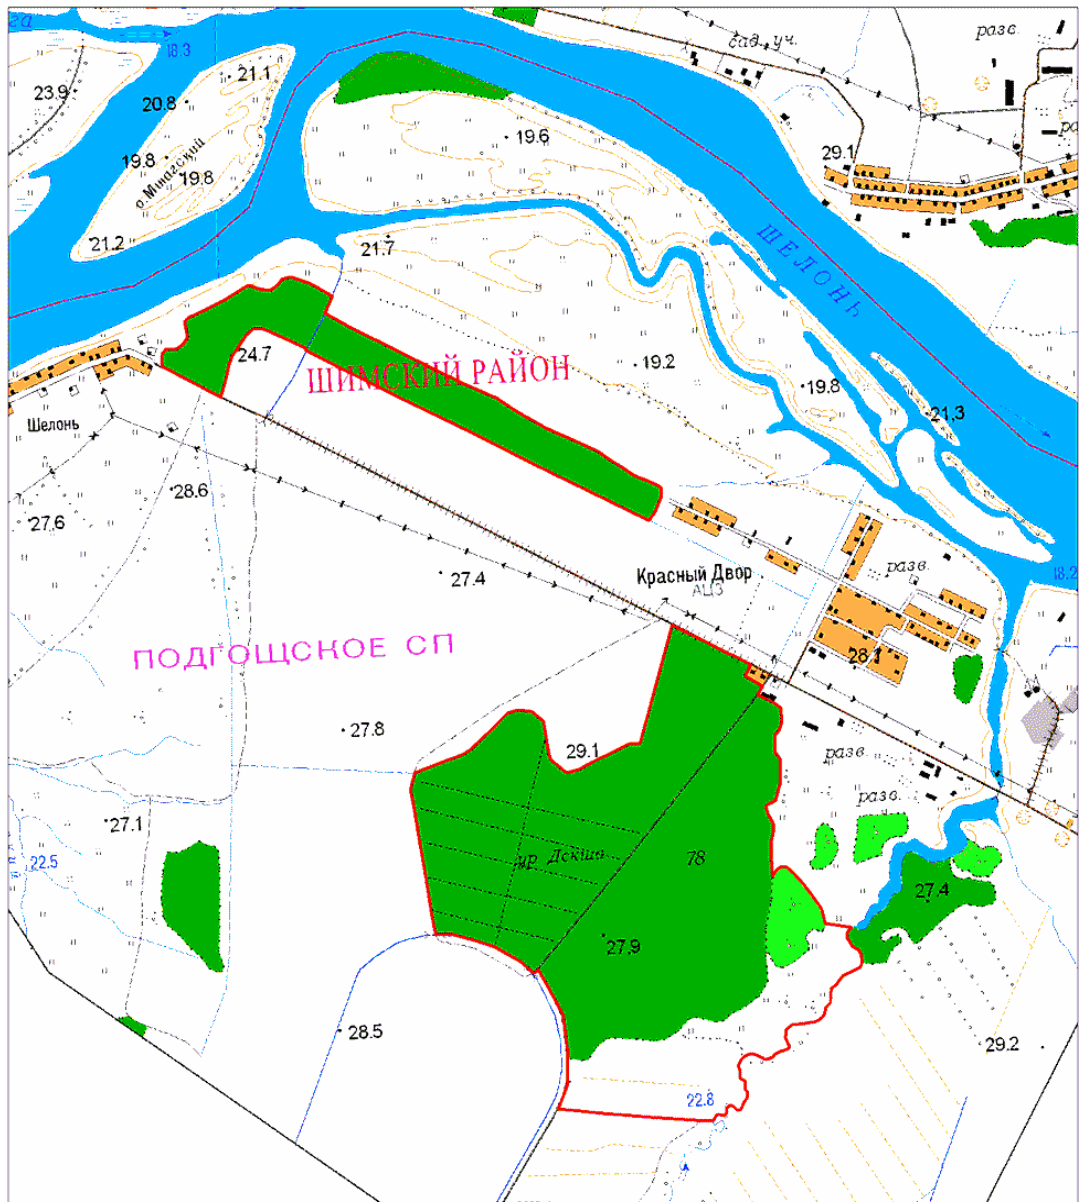 га
18.3
сад. уч.
разв.
23.9
21.1
20.8
19.6
29.1
19.8
19.8
21.2
21.7
ШЕЛОНЬ
24.7
ШИМСКИЙ РАЙОН
19.2
19.8
21,3
Шелонь
28.6
27.6
27.4
Красный Двор
АЦЗ
разв.
18.2
28.1
ПОДГОЩСКОЕ СП
27.8
29.1
разв.
разв.
27.1
22.5
78
27.4
27,9
28.5
29.2
22.8